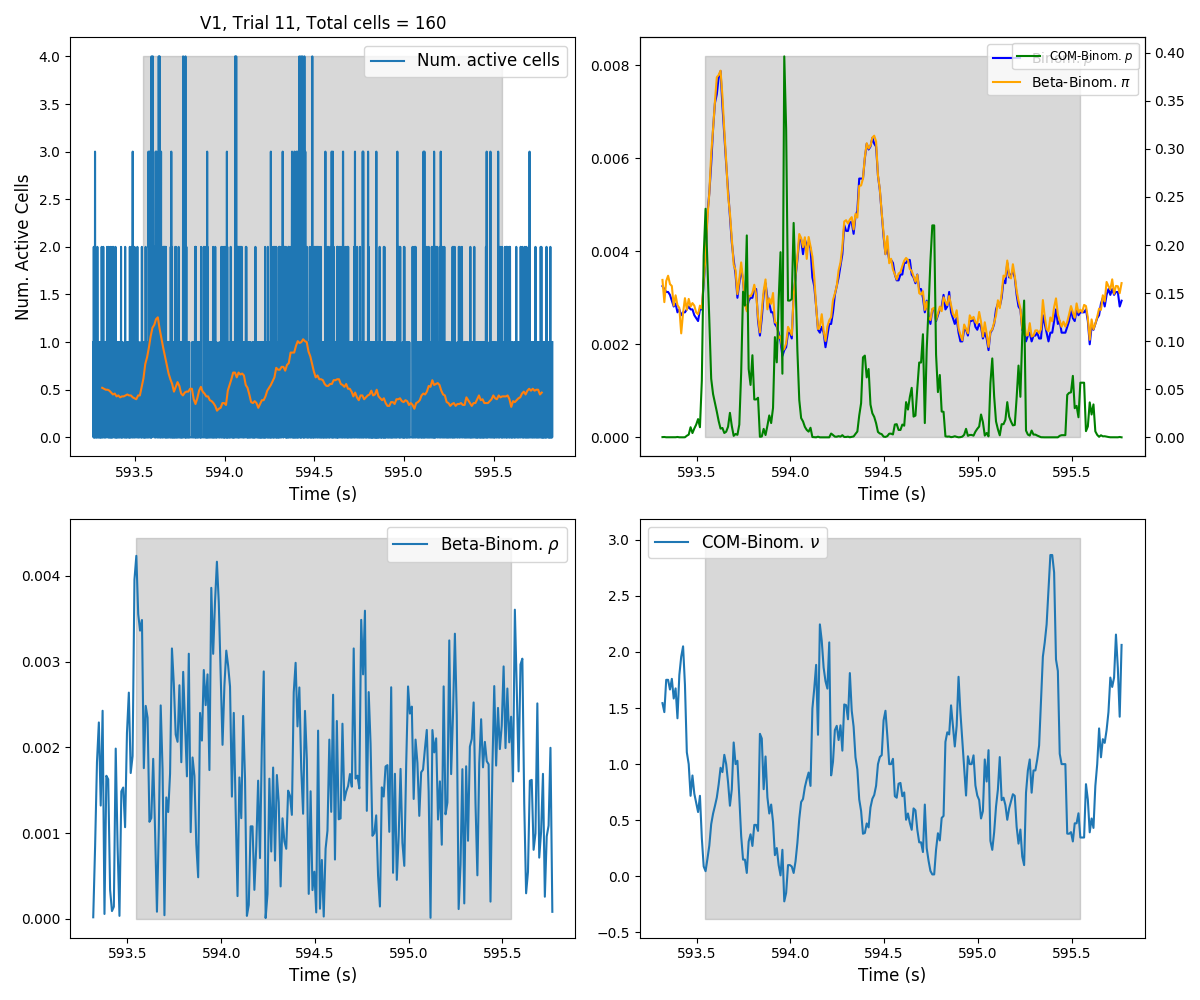 V1, Trial 11, Total cells = 160
Num. active cells
Num. Active Cells
4.0
3.5
3.0
2.5
2.0
1.5
1.0
0.5
0.0
593.5 594.0 594.5 595.0 595.5
Time (s)
COM-Binom. ρ
Beta-Binom. π
0.008
0.006
0.004
0.002
0.000
0.40
0.35
0.30
0.25
0.20
0.15
0.10
0.05
0.00
593.5 594.0 594.5 595.0 595.5
Time (s)
Beta-Binom. ρ
0.004
0.003
0.002
0.001
0.000
593.5 594.0 594.5 595.0 595.5
Time (s)
COM-Binom. ν
3.0
2.5
2.0
1.5
1.0
0.5
0.0
−0.5
593.5 594.0 594.5 595.0 595.5
Time (s)